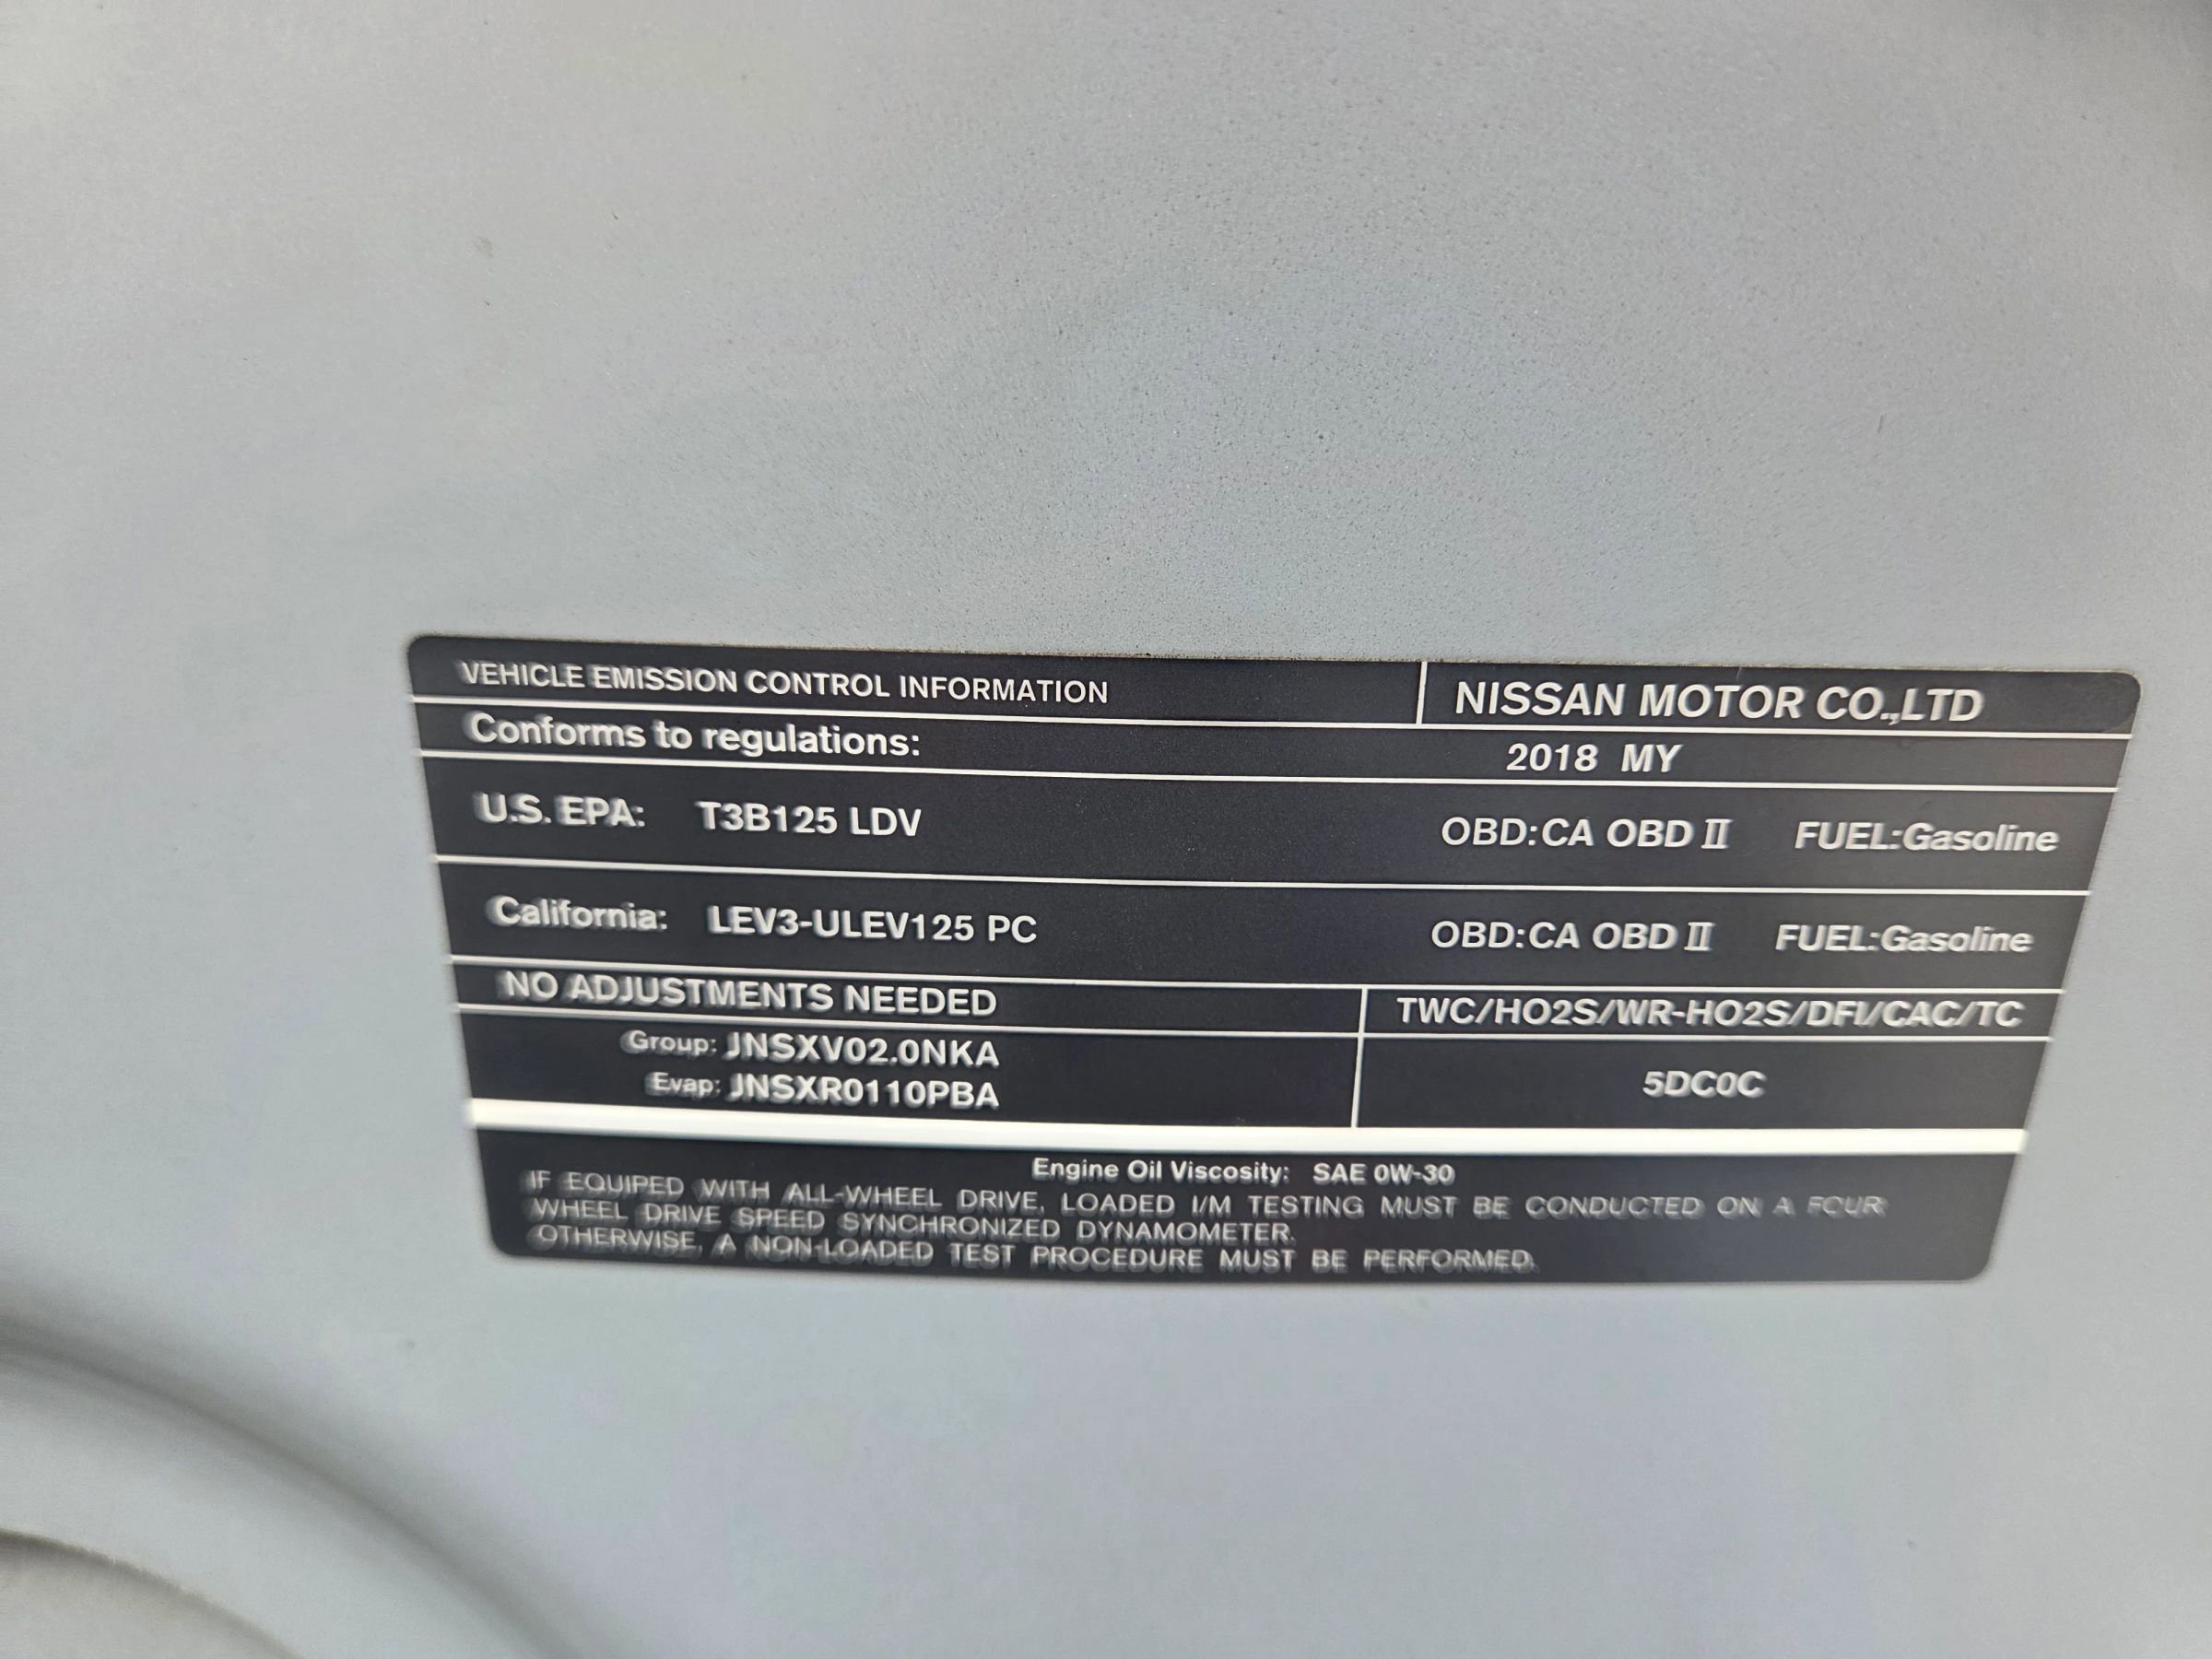 VEHICLE EMISSION CONTROL INFORMATION NISSAN MOTOR CO.,LTD
Conforms to regulations: 2018 MY
U.S. EPA: T3B125 LDV OBD:CA OBD II FUEL:Gasoline
California: LEV3-ULEV125 PC OBD:CA OBD II FUEL:Gasoline
NO ADJUSTMENTS NEEDED TWC/HO2S/WR-HO2S/DFI/CAC/TC
Group: JNSXV02.0NKA
Evap: JNSXR0110PBA
5DC0C
Engine Oil Viscosity: SAE 0W-30
IF EQUIPED WITH ALL-WHEEL DRIVE, LOADED I/M TESTING MUST BE CONDUCTED ON A FOUR
WHEEL DRIVE SPEED SYNCHRONIZED DYNAMOMETER.
OTHERWISE, A NON-LOADED TEST PROCEDURE MUST BE PERFORMED.